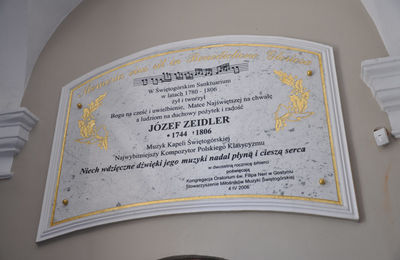 W Świętogórskim Sanktuarium
w latach 1780 - 1806
żył i tworzył
Bogu na cześć i uwielbienie, Matce Najświętszej na chwałę
a ludziom na duchowy pożytek i radość
JÓZEF ZEIDLER
* 1744 † 1806
Muzyk Kapeli Świętogórskiej
Najwybitniejszy Kompozytor Polskiego Klasycyzmu
Niech wdzięczne dźwięki jego muzyki nadal płyną i cieszą serca
w dwusetną rocznicę śmierci
poświęcają
Kongregacja Oratorium św. Filipa Neri w Gostyniu
Stowarzyszenie Miłośników Muzyki Świętogórskiej
4 IV 2006